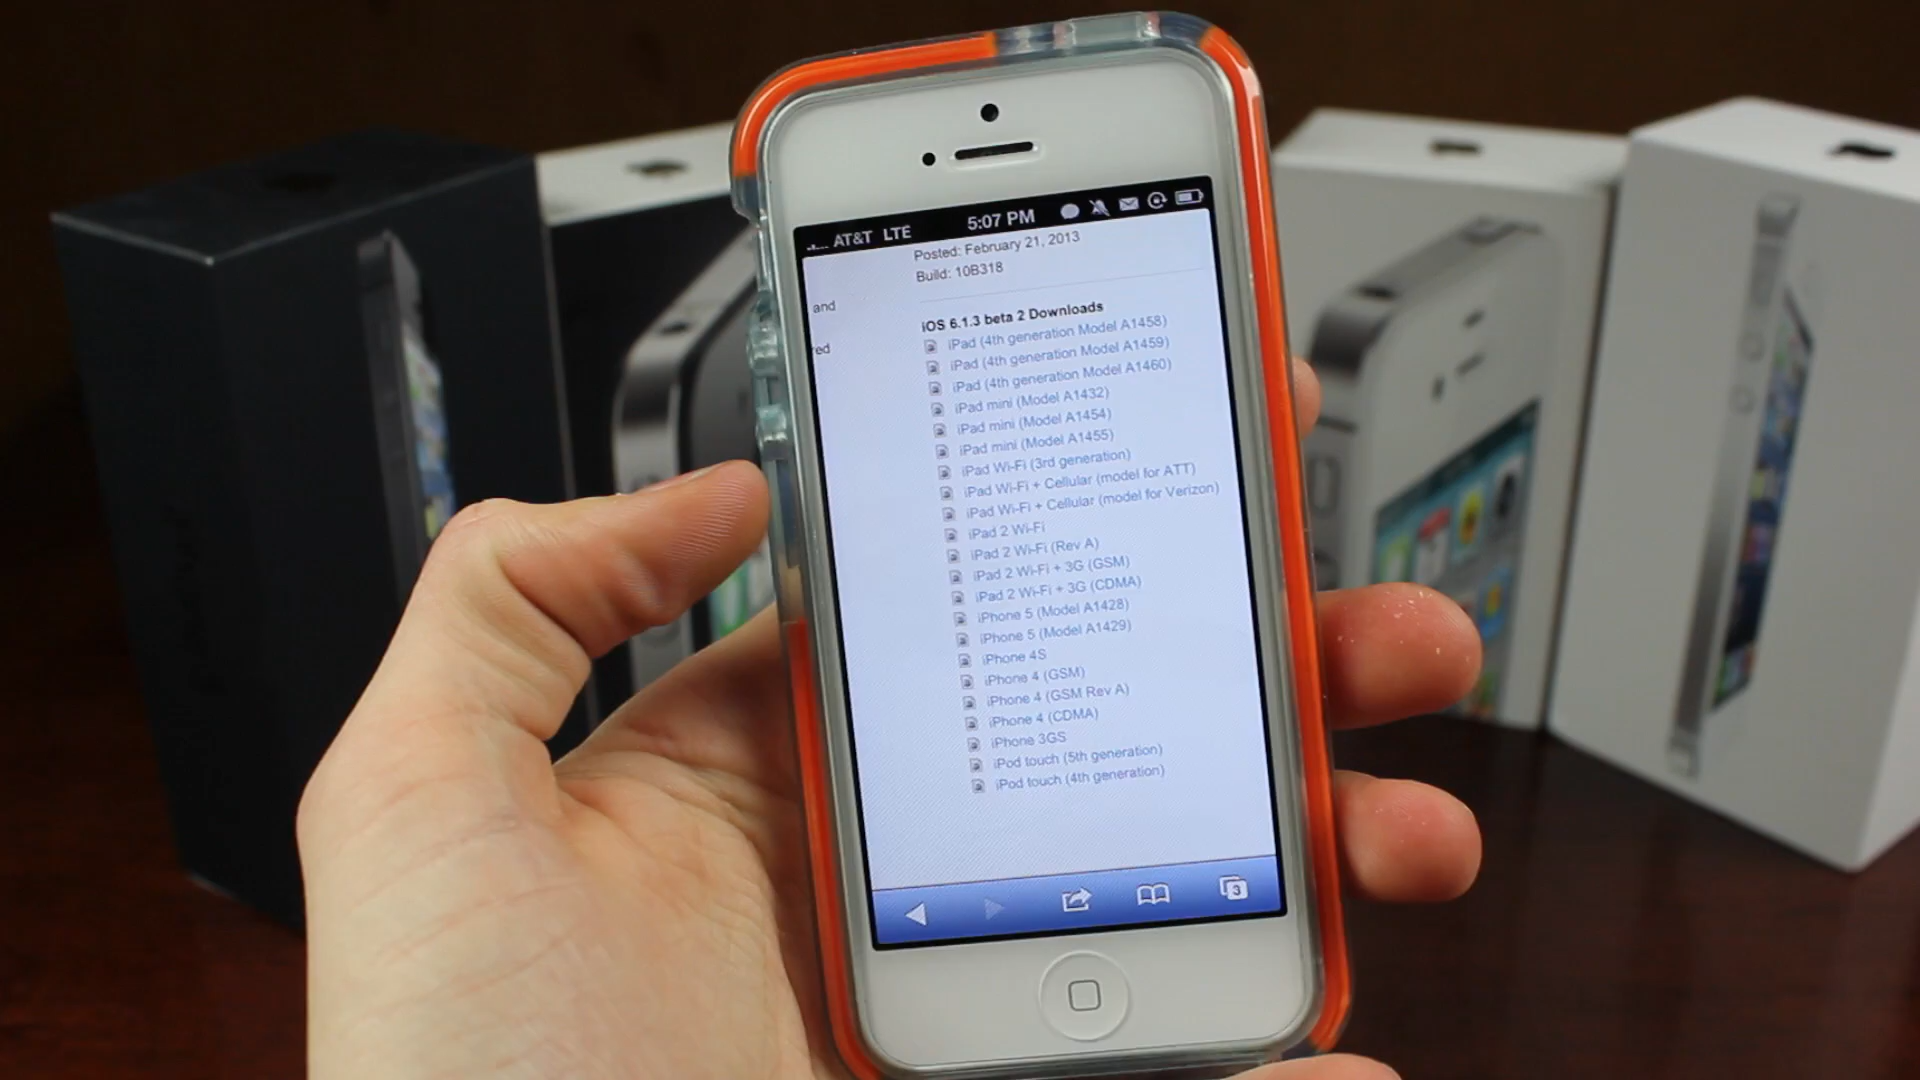 AT&T LTE 5:07 PM
Posted: February 21, 2013
Build: 10B318
and
red
iOS 6.1.3 beta 2 Downloads
iPad (4th generation Model A1458)
iPad (4th generation Model A1459)
iPad (4th generation Model A1460)
iPad mini (Model A1432)
iPad mini (Model A1454)
iPad mini (Model A1455)
iPad Wi-Fi (3rd generation)
iPad Wi-Fi + Cellular (model for ATT)
iPad Wi-Fi + Cellular (model for Verizon)
iPad 2 Wi-Fi
iPad 2 Wi-Fi (Rev A)
iPad 2 Wi-Fi + 3G (GSM)
iPad 2 Wi-Fi + 3G (CDMA)
iPhone 5 (Model A1428)
iPhone 5 (Model A1429)
iPhone 4S
iPhone 4 (GSM)
iPhone 4 (GSM Rev A)
iPhone 4 (CDMA)
iPhone 3GS
iPod touch (5th generation)
iPod touch (4th generation)
3